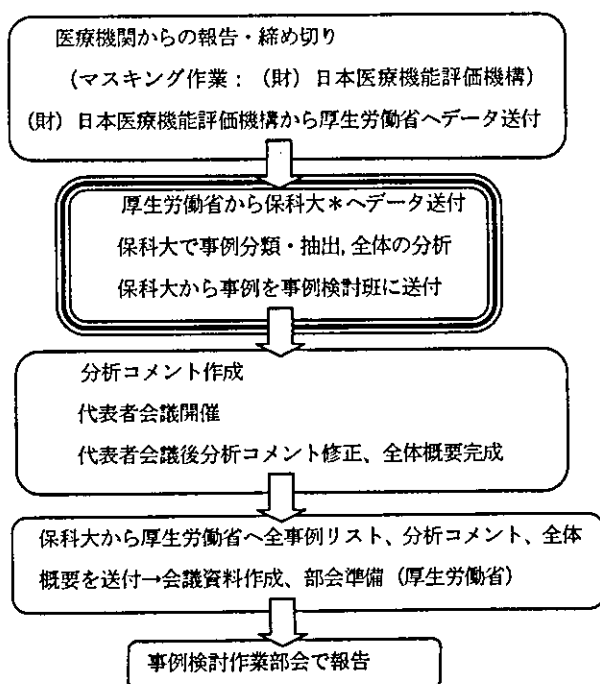 医療機関からの報告・締め切り
(マスキング作業：（財）日本医療機能評価機構)
(財）日本医療機能評価機構から厚生労働省へデータ送付
厚生労働省から保科大＊へデータ送付
保科大で事例分類・抽出,全体の分析
保科大から事例を事例検討班に送付
分析コメント作成
代表者会議開催
代表者会議後分析コメント修正、全体概要完成
保科大から厚生労働省へ全事例リスト、分析コメント、全体
概要を送付→会議資料作成、部会準備（厚生労働省）
事例検討作業部会で報告